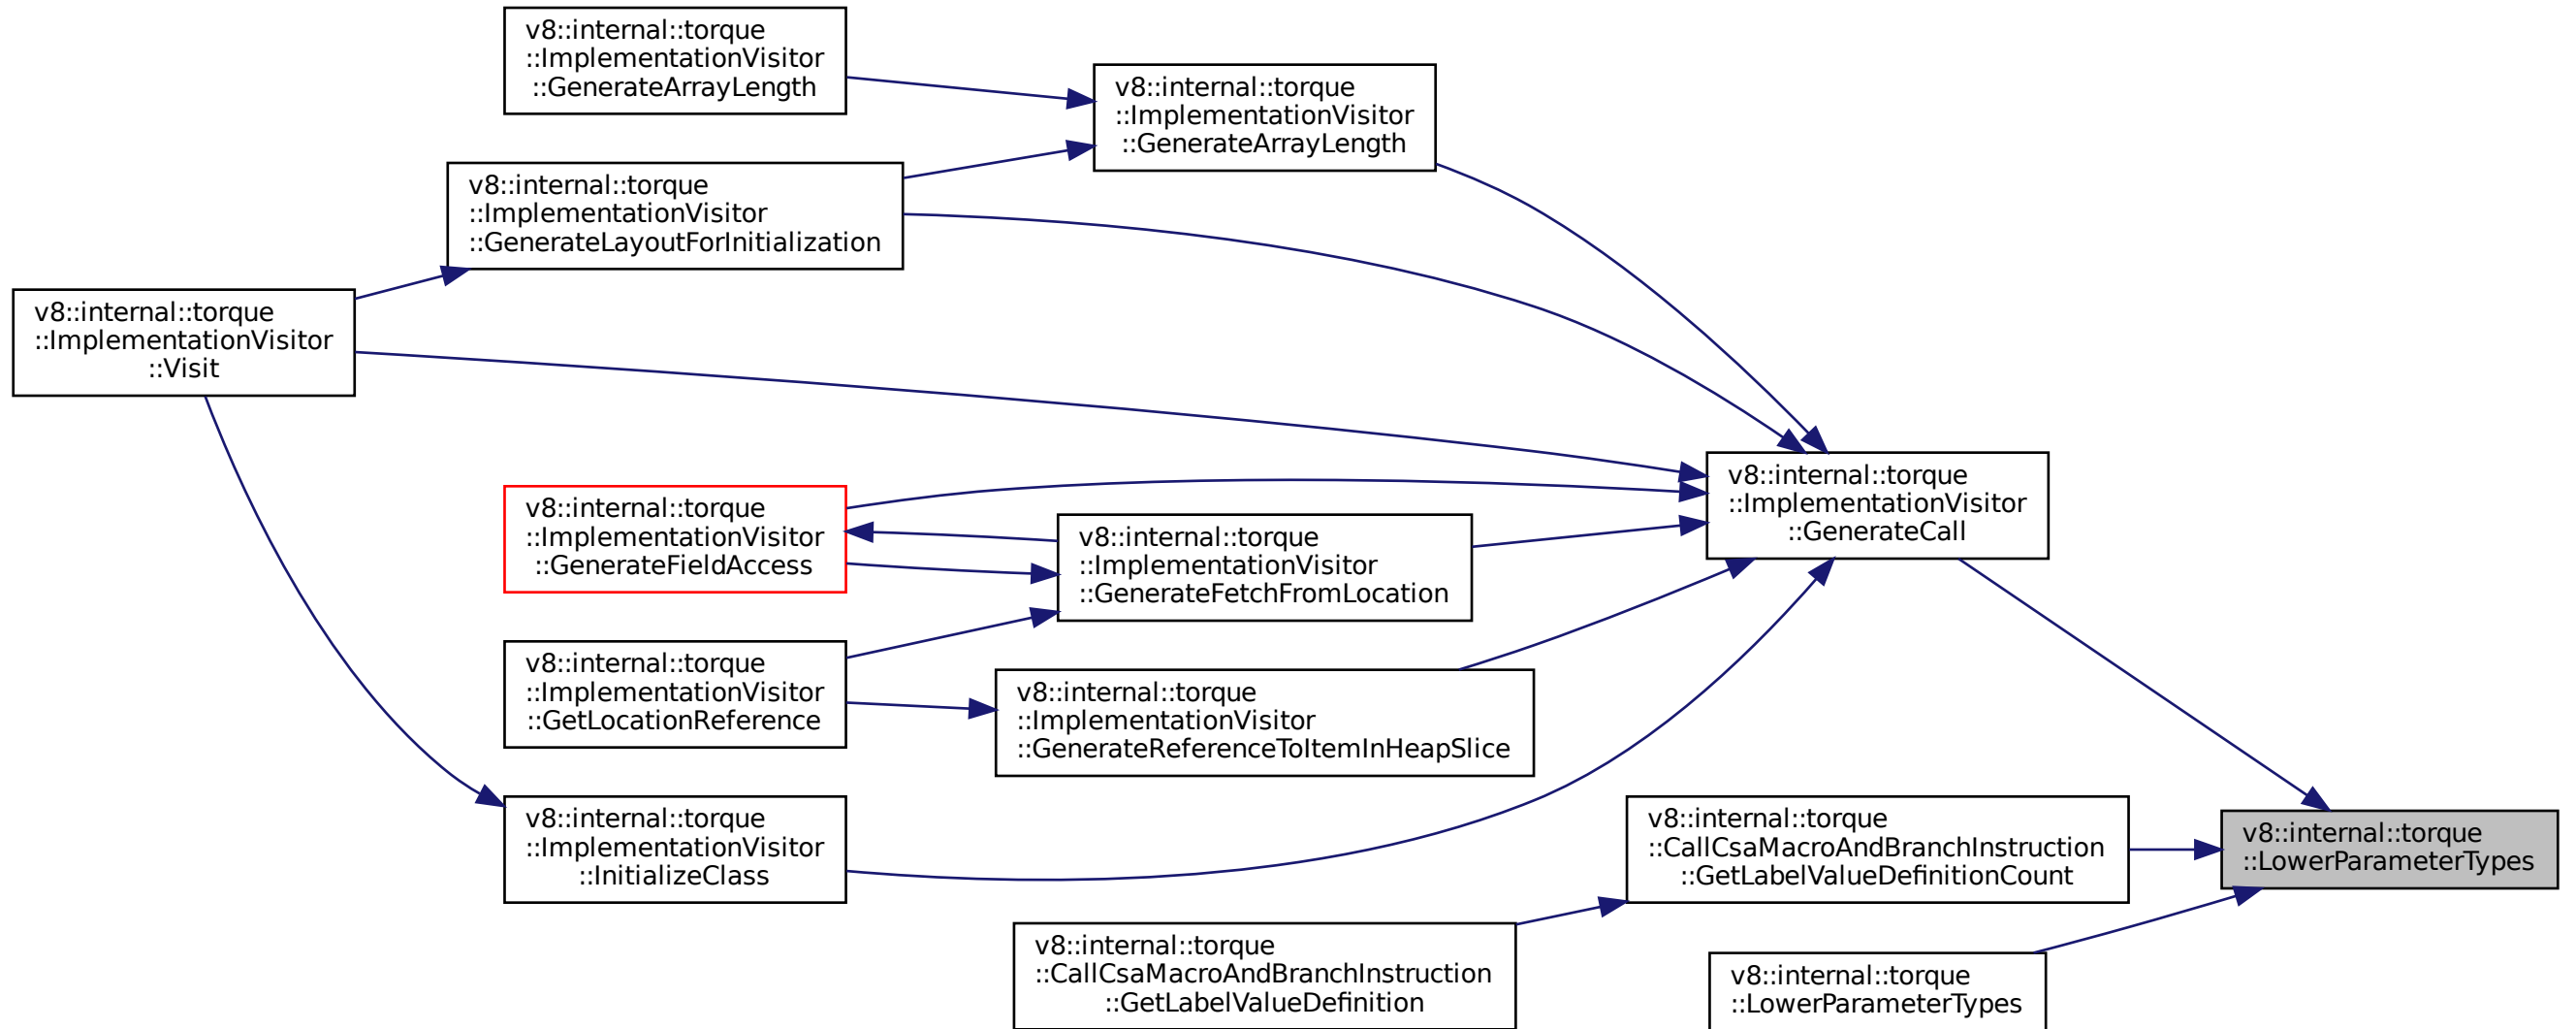 v8::internal::torque
::ImplementationVisitor
::GenerateArrayLength
v8::internal::torque
::ImplementationVisitor
::GenerateArrayLength
v8::internal::torque
::ImplementationVisitor
::GenerateLayoutForInitialization
v8::internal::torque
::ImplementationVisitor
::Visit
v8::internal::torque
::ImplementationVisitor
::GenerateCall
v8::internal::torque
::ImplementationVisitor
::GenerateFieldAccess
v8::internal::torque
::ImplementationVisitor
::GenerateFetchFromLocation
v8::internal::torque
::ImplementationVisitor
::GetLocationReference
v8::internal::torque
::ImplementationVisitor
::GenerateReferenceToItemInHeapSlice
v8::internal::torque
::ImplementationVisitor
::InitializeClass
v8::internal::torque
::CallCsaMacroAndBranchInstruction
::GetLabelValueDefinitionCount
v8::internal::torque
::LowerParameterTypes
v8::internal::torque
::CallCsaMacroAndBranchInstruction
::GetLabelValueDefinition
v8::internal::torque
::LowerParameterTypes